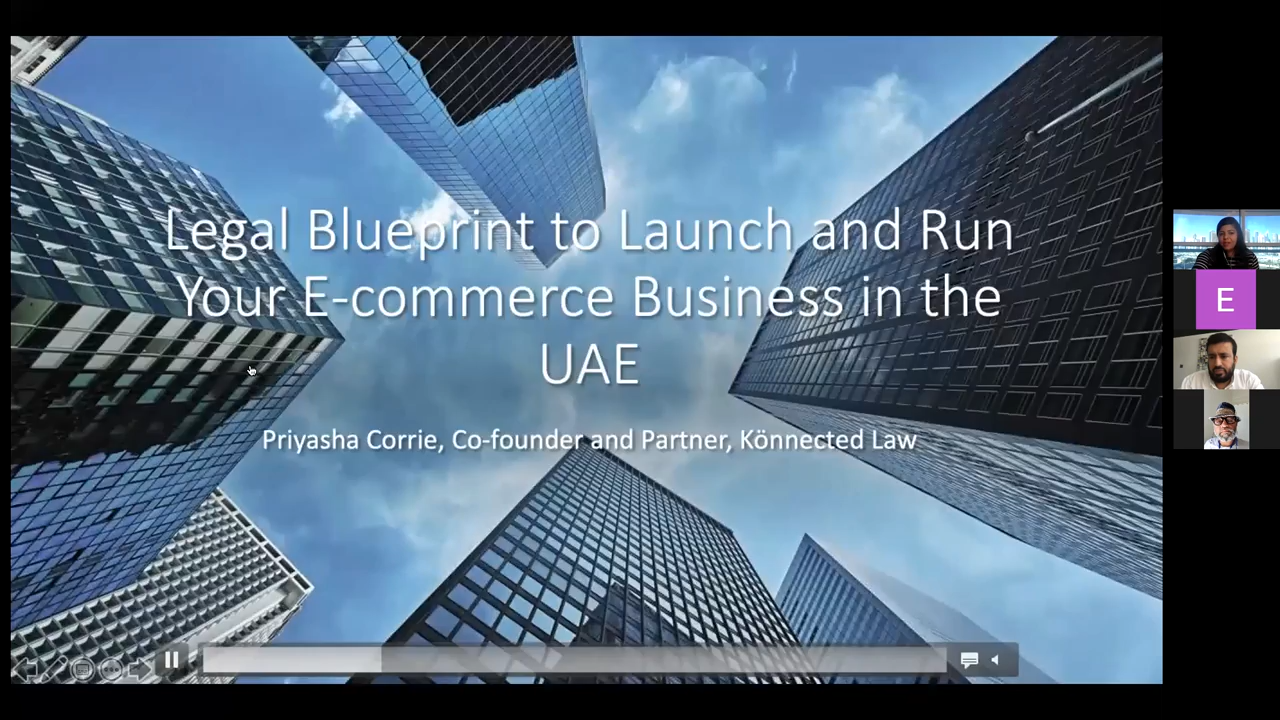 Legal Blueprint to Launch and Run
Your E-commerce Business in the
UAE
Priyasha Corrie, Co-founder and Partner, Könnected Law
E